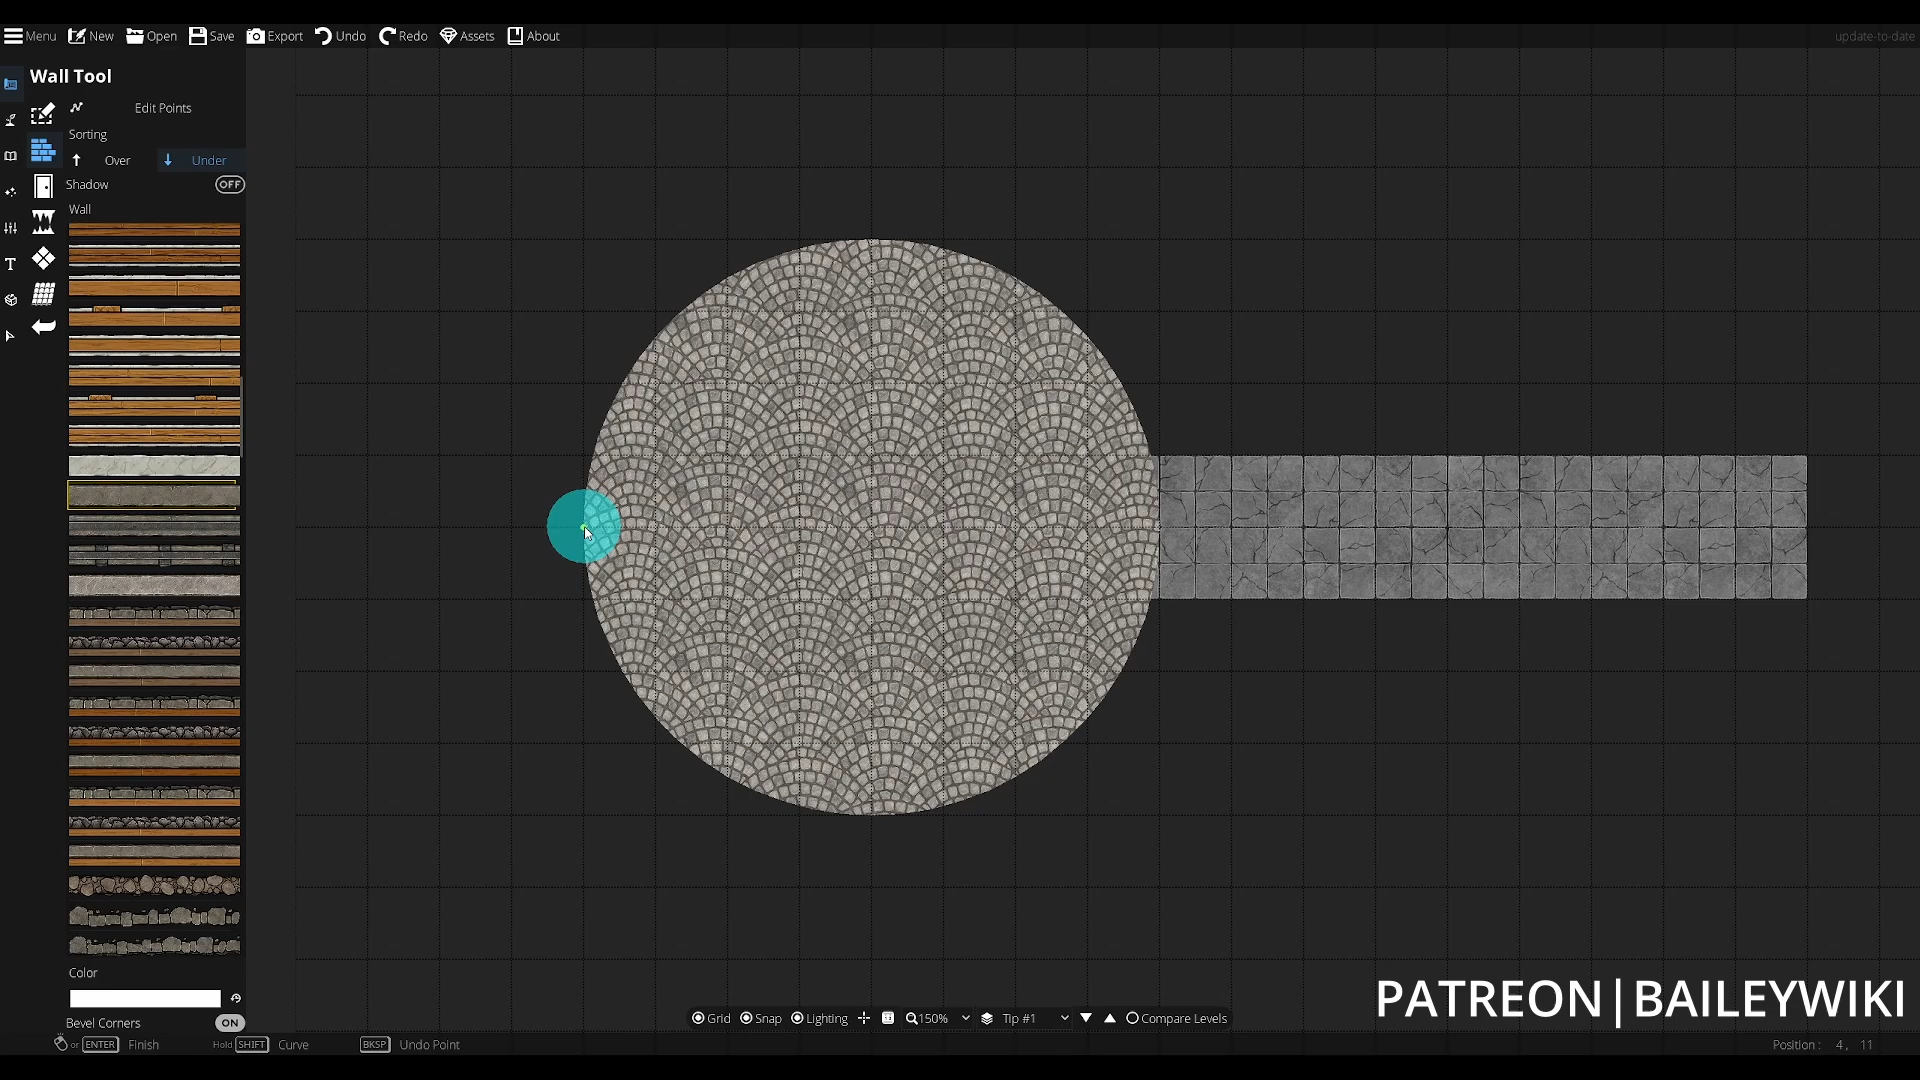 Menu New Open Save Export Undo Redo Assets About update-to-date
Wall Tool
Edit Points
Sorting
Over Under
Shadow OFF
Wall
Color
Bevel Corners ON
PATREON|BAILEYWIKI
Grid Snap Lighting 150% Tip #1 Compare Levels
or ENTER Finish Hold SHIFT Curve BKSP Undo Point Position : 4, 11